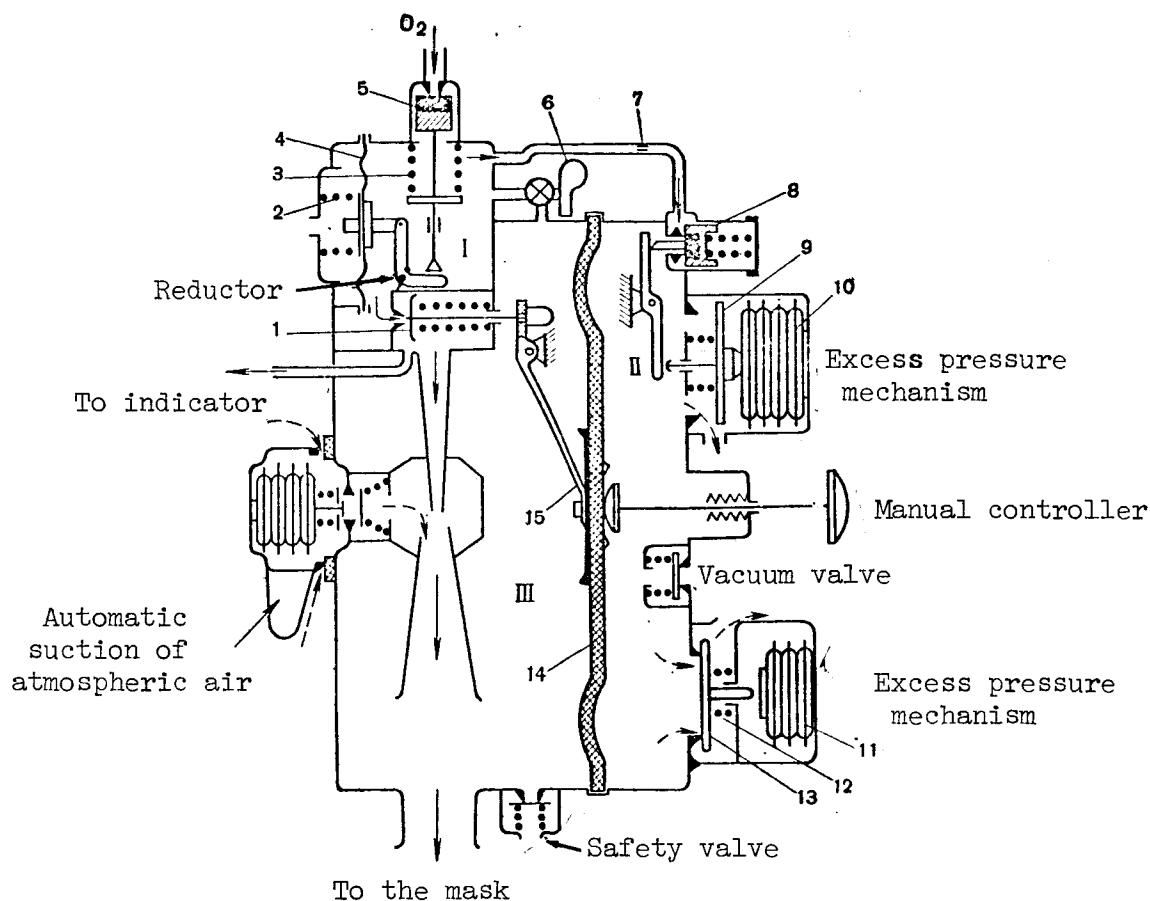 O2
5
6
7
4
3
8
2
9
I
10
Reductor
1
II
Excess pressure
mechanism
To indicator
15
Manual controller
III
Vacuum valve
Automatic
suction of
atmospheric air
14
Excess pressure
mechanism
11
12
13
Safety valve
To the mask